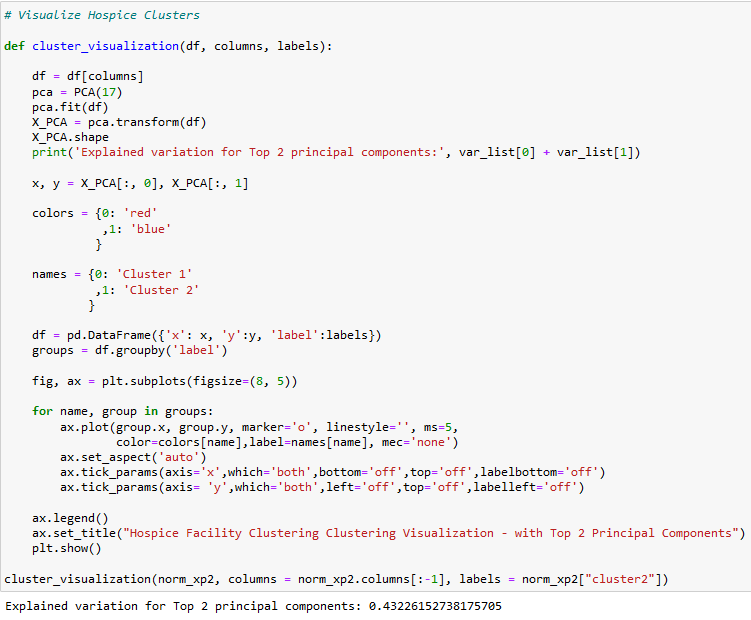 # Visualize Hospice Clusters
def cluster_visualization(df, columns, labels):
df = df[columns]
pca = PCA(17)
pca.fit(df)
X_PCA = pca.transform(df)
X_PCA.shape
print('Explained variation for Top 2 principal components:', var_list[0] + var_list[1])
x, y = X_PCA[:, 0], X_PCA[:, 1]
colors = {0: 'red'
,1: 'blue'
}
names = {0: 'Cluster 1'
,1: 'Cluster 2'
}
df = pd.DataFrame({'x': x, 'y':y, 'label':labels})
groups = df.groupby('label')
fig, ax = plt.subplots(figsize=(8, 5))
for name, group in groups:
ax.plot(group.x, group.y, marker='o', linestyle='', ms=5,
color=colors[name],label=names[name], mec='none')
ax.set_aspect('auto')
ax.tick_params(axis='x',which='both',bottom='off',top='off',labelbottom='off')
ax.tick_params(axis= 'y',which='both',left='off',top='off',labelleft='off')
ax.legend()
ax.set_title("Hospice Facility Clustering Clustering Visualization - with Top 2 Principal Components")
plt.show()
cluster_visualization(norm_xp2, columns = norm_xp2.columns[:-1], labels = norm_xp2["cluster2"])
Explained variation for Top 2 principal components: 0.43226152738175705